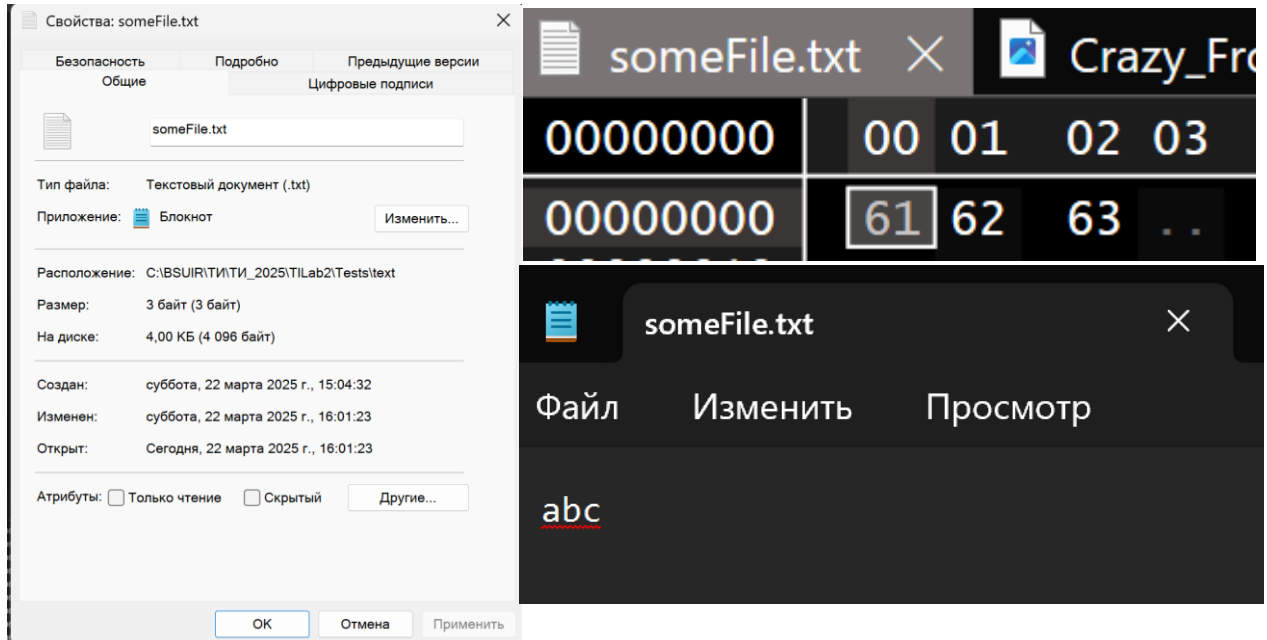 Свойства: someFile.txt
Безопасность Подробно Предыдущие версии
Общие Цифровые подписи
someFile.txt
Тип файла: Текстовый документ (.txt)
Приложение: Блокнот Изменить...
Расположение: C:\BSUIR\ТИ\ТИ_2025\TILab2\Tests\text
Размер: 3 байт (3 байт)
На диске: 4,00 КБ (4 096 байт)
Создан: суббота, 22 марта 2025 г., 15:04:32
Изменен: суббота, 22 марта 2025 г., 16:01:23
Открыт: Сегодня, 22 марта 2025 г., 16:01:23
Атрибуты: Только чтение Скрытый Другие...
OK Отмена Применить
someFile.txt Crazy_Fr
00000000 00 01 02 03
00000000 61 62 63 ..
someFile.txt
Файл Изменить Просмотр
abc